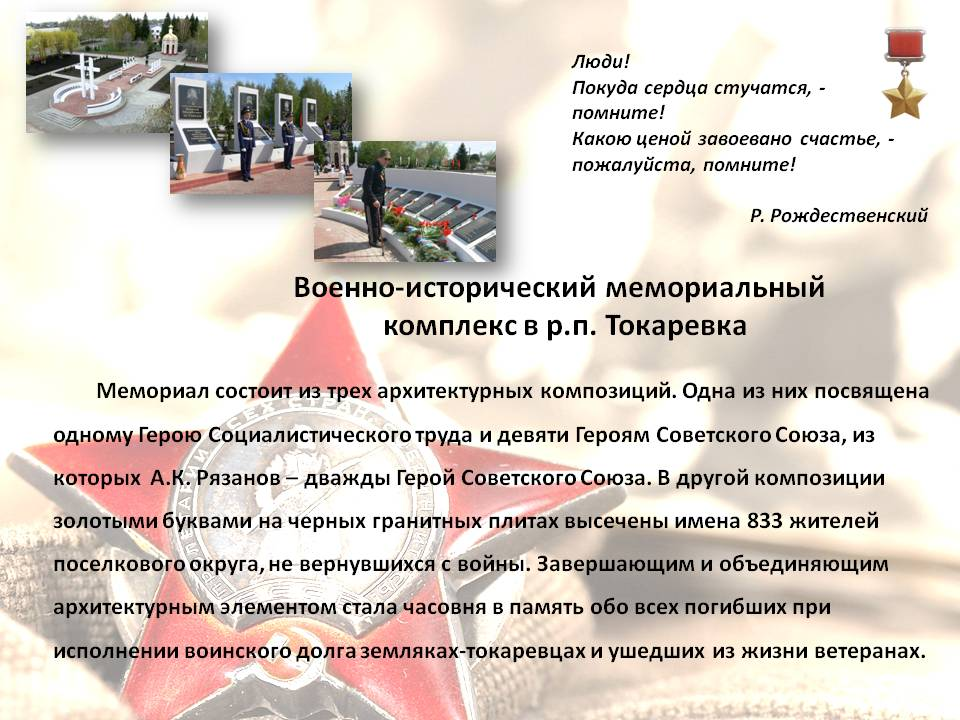 Люди!
Покуда сердца стучатся, -
помните!
Какою ценой завоевано счастье, -
пожалуйста, помните!
Р. Рождественский
Военно-исторический мемориальный
комплекс в р.п. Токаревка
Мемориал состоит из трех архитектурных композиций. Одна из них посвящена
одному Герою Социалистического труда и девяти Героям Советского Союза, из
которых А.К. Рязанов – дважды Герой Советского Союза. В другой композиции
золотыми буквами на черных гранитных плитах высечены имена 833 жителей
поселкового округа, не вернувшихся с войны. Завершающим и объединяющим
архитектурным элементом стала часовня в память обо всех погибших при
исполнении воинского долга земляках-токаревцах и ушедших из жизни ветеранах.